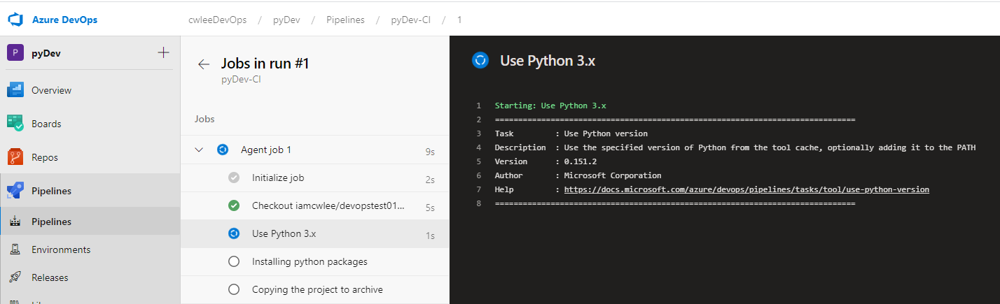 Azure DevOps
cwleeDevOps / pyDev / Pipelines / pyDev-CI / 1
P pyDev
Overview
Boards
Repos
Pipelines
Pipelines
Environments
Releases
Jobs in run #1
pyDev-CI
Jobs
Agent job 1 9s
Initialize job 2s
Checkout iamcwlee/devopstest01... 5s
Use Python 3.x 1s
Installing python packages
Copying the project to archive
Use Python 3.x
1 Starting: Use Python 3.x
2 ==============================================================================
3 Task : Use Python version
4 Description : Use the specified version of Python from the tool cache, optionally adding it to the PATH
5 Version : 0.151.2
6 Author : Microsoft Corporation
7 Help : https://docs.microsoft.com/azure/devops/pipelines/tasks/tool/use-python-version
8 ==============================================================================